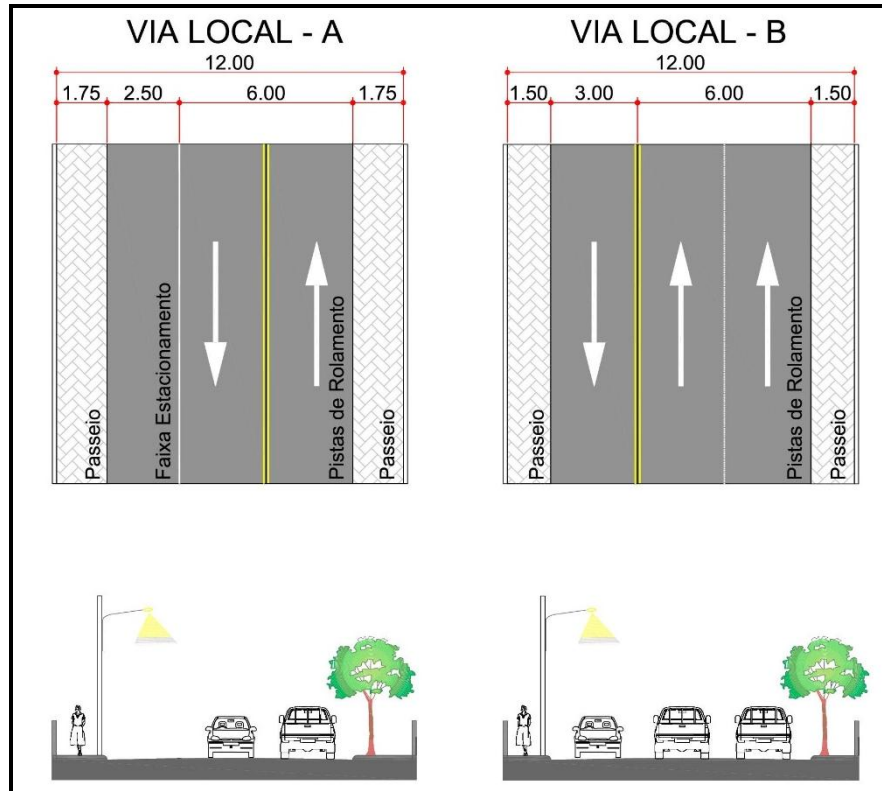 VIA LOCAL - A
12.00
1.75 2.50 6.00 1.75
Passeio
Faixa Estacionamento
Pistas de Rolamento
Passeio
VIA LOCAL - B
12.00
1.50 3.00 6.00 1.50
Passeio
Pistas de Rolamento
Passeio